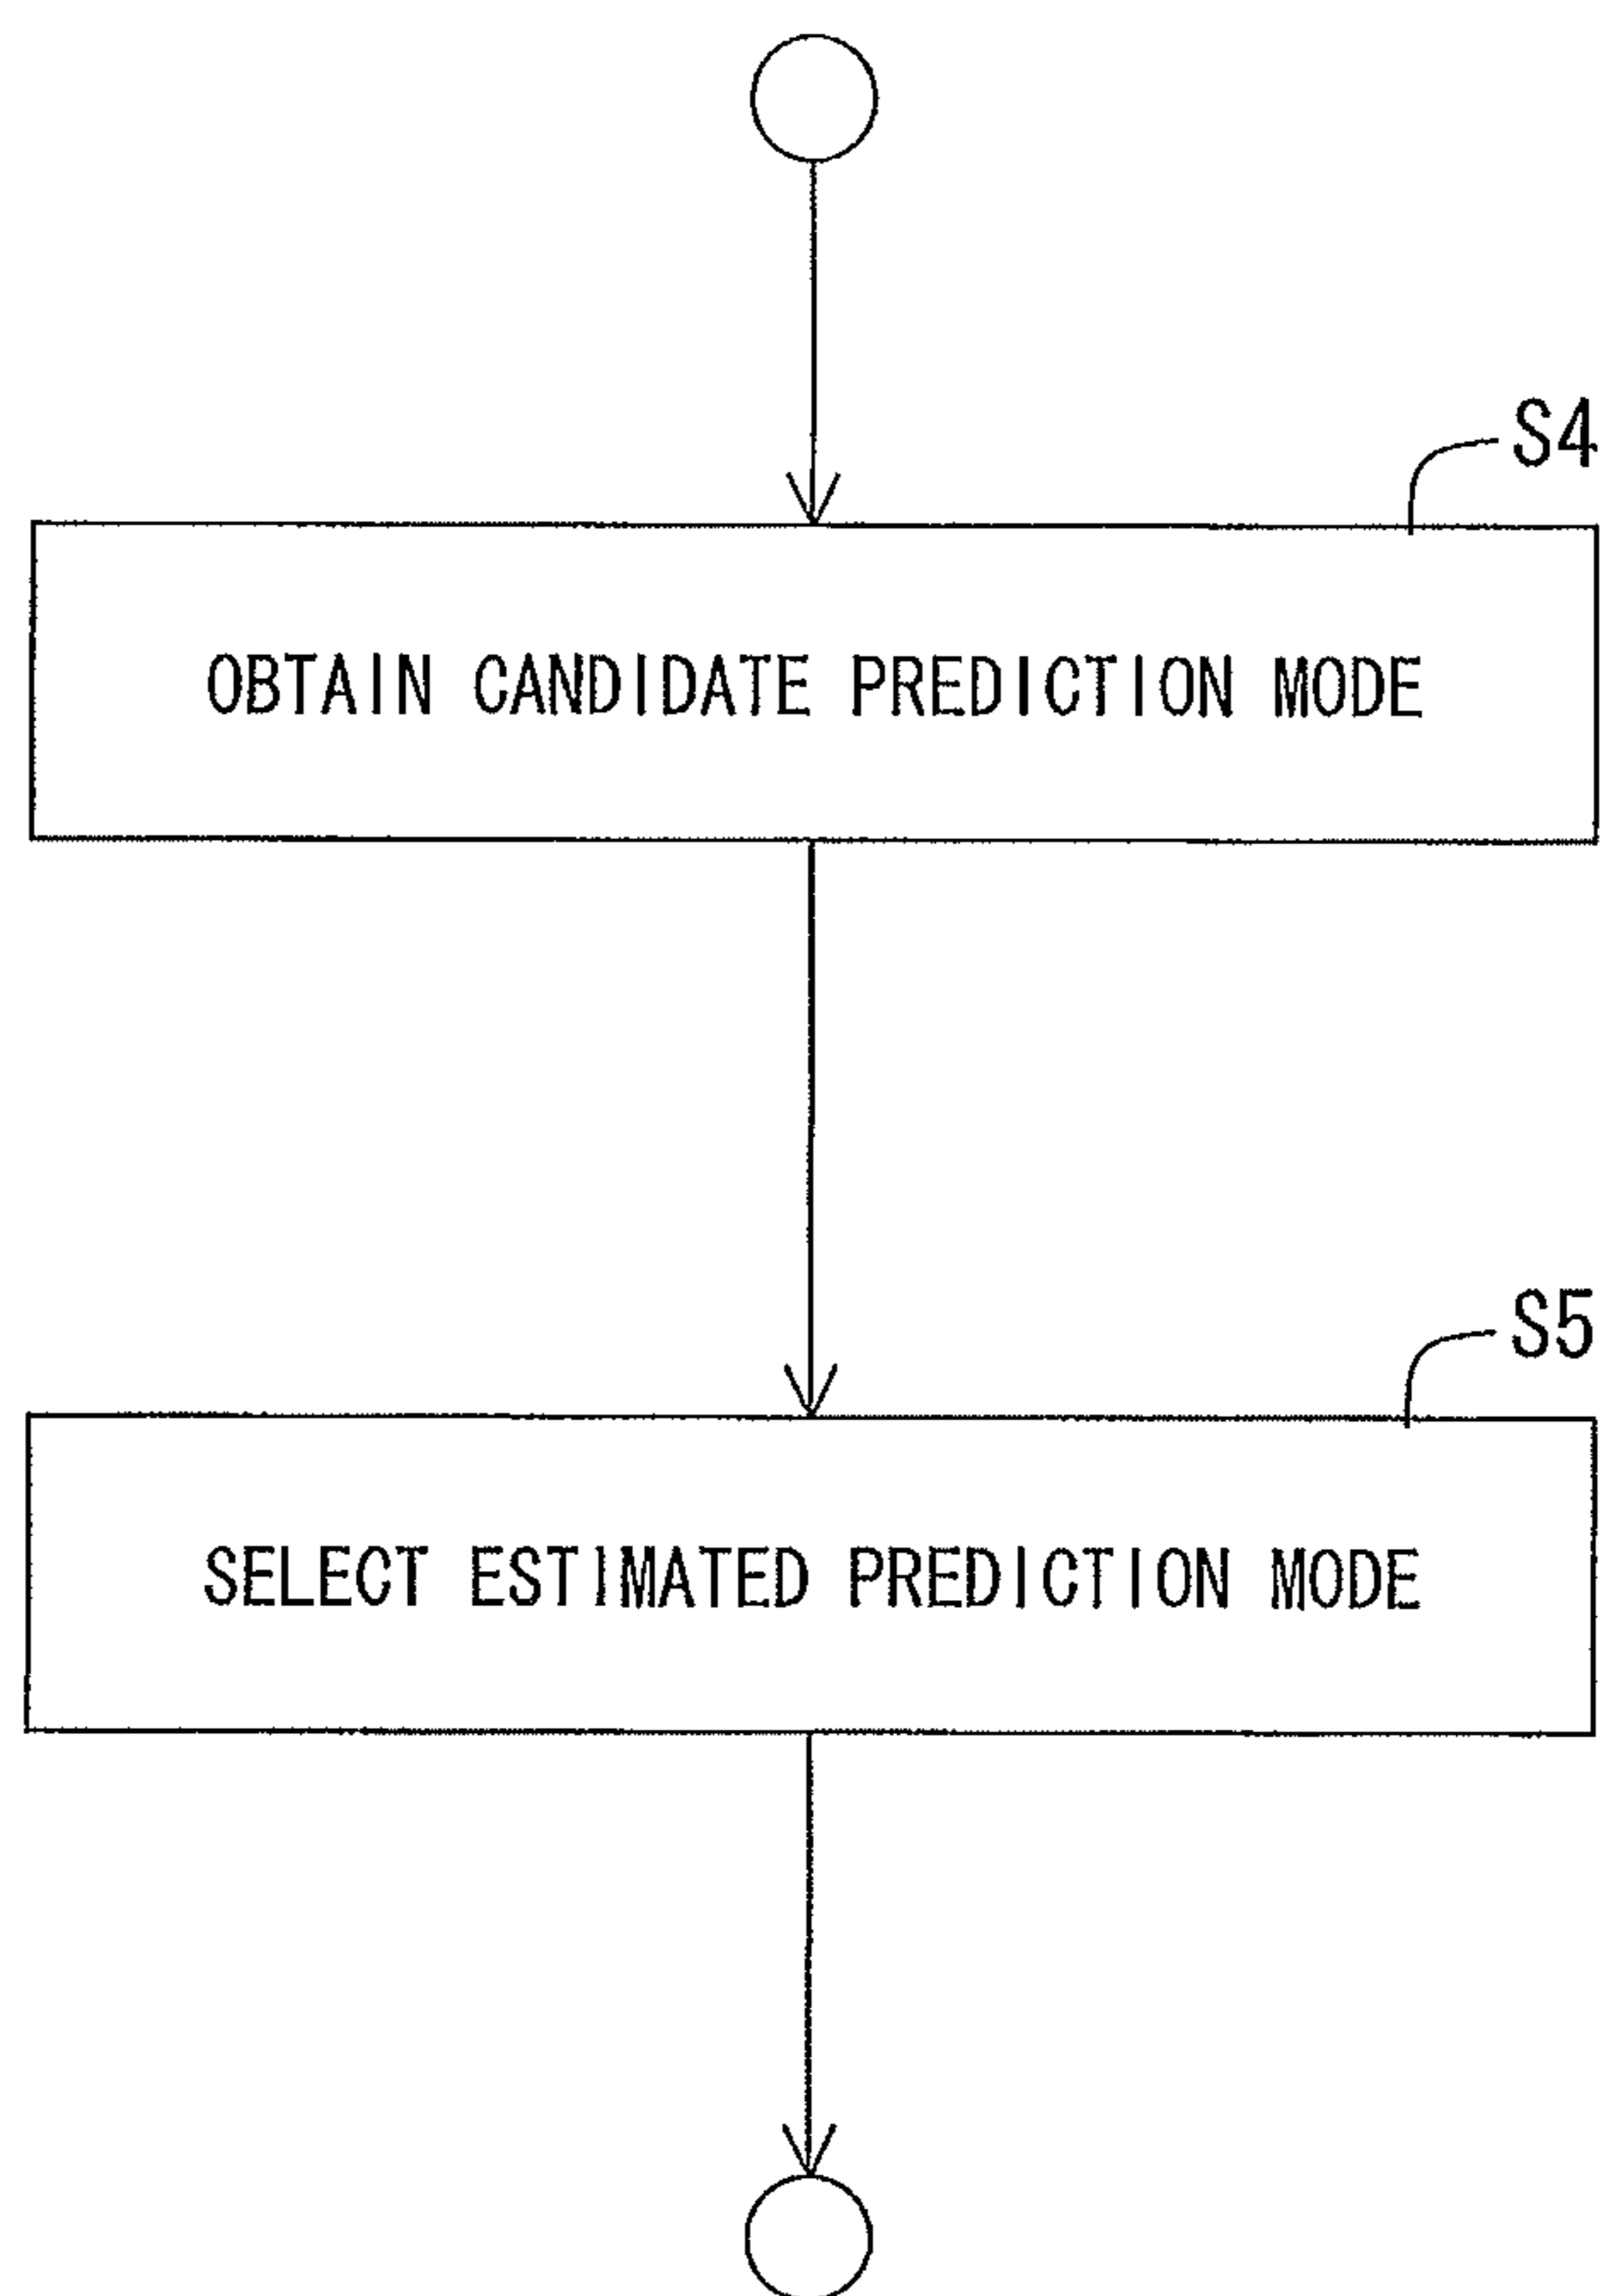 S4
OBTAIN CANDIDATE PREDICTION MODE
S5
SELECT ESTIMATED PREDICTION MODE